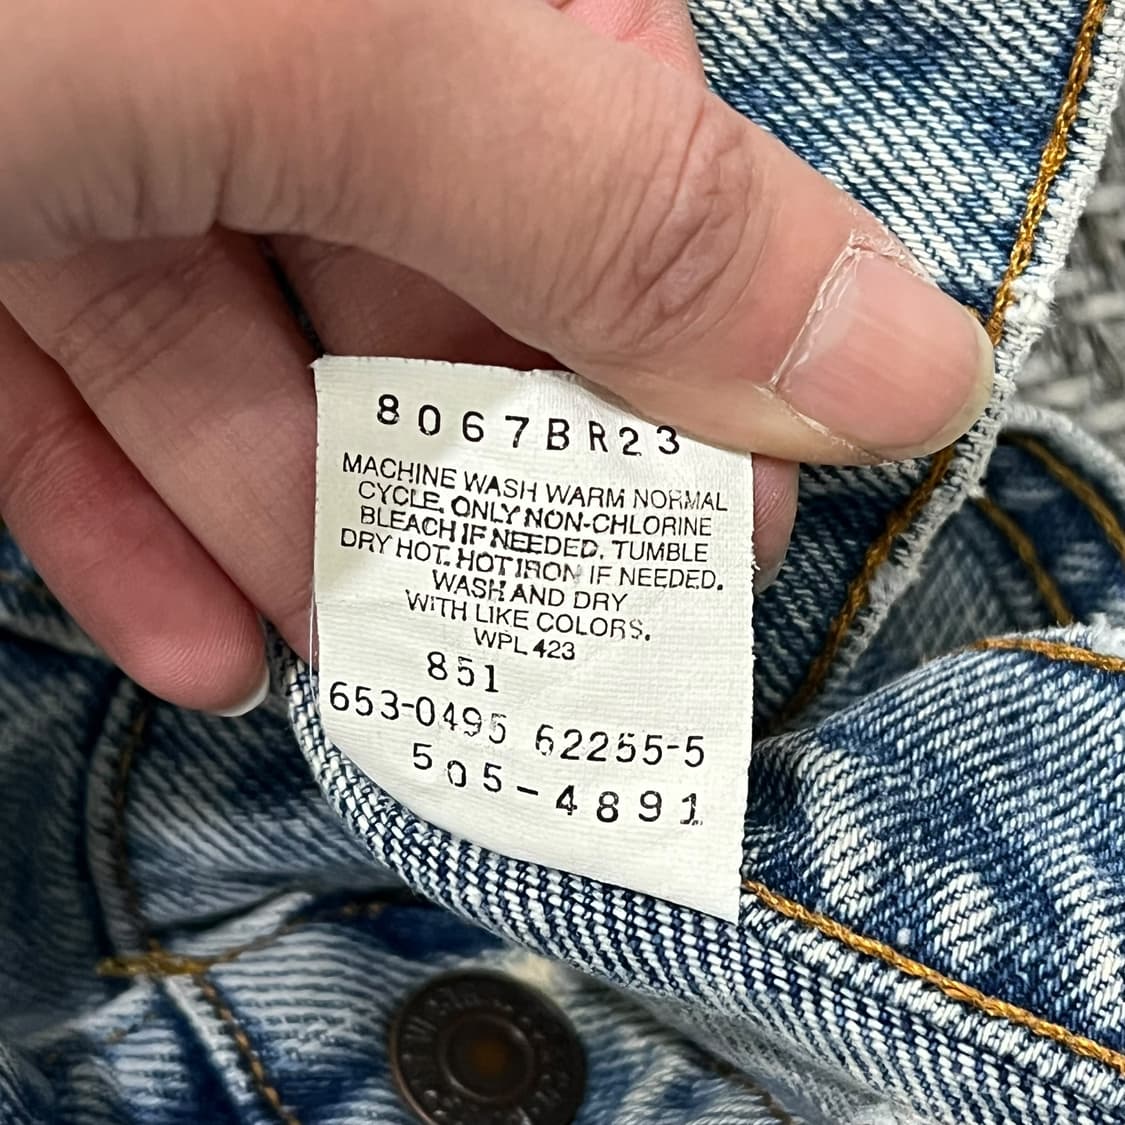 8067BR23
MACHINE WASH WARM NORMAL
CYCLE. ONLY NON-CHLORINE
BLEACH IF NEEDED. TUMBLE
DRY HOT. HOT IRON IF NEEDED.
WASH AND DRY
WITH LIKE COLORS.
WPL 423
851
653-0495 62255-5
505-4891